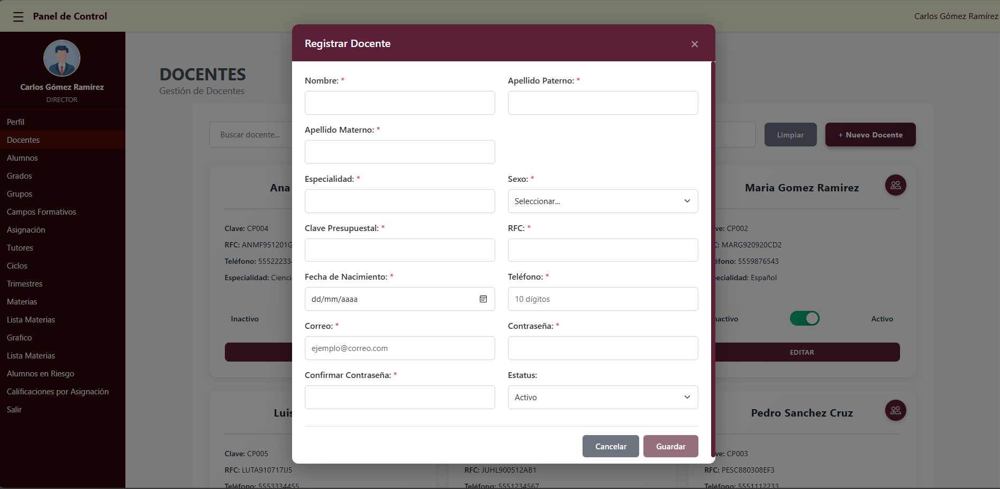 Panel de Control
Carlos Gómez Ramírez
Carlos Gómez Ramírez
DIRECTOR
Perfil
Docentes
Alumnos
Grados
Grupos
Campos Formativos
Asignación
Tutores
Ciclos
Trimestres
Materias
Lista Materias
Grafico
Lista Materias
Alumnos en Riesgo
Calificaciones por Asignación
Salir
DOCENTES
Gestión de Docentes
Buscar docente...
Limpiar
+ Nuevo Docente
Registrar Docente
×
Nombre: *
Apellido Paterno: *
Apellido Materno: *
Especialidad: *
Sexo: *
Seleccionar...
Clave Presupuestal: *
RFC: *
Fecha de Nacimiento: *
dd/mm/aaaa
Teléfono: *
10 dígitos
Correo: *
ejemplo@correo.com
Contraseña: *
Confirmar Contraseña: *
Estatus:
Activo
Cancelar
Guardar
Ana
Clave: CP004
RFC: ANMF951201G
Teléfono: 55522233
Especialidad: Cienci
Inactivo
Maria Gomez Ramirez
ve: CP002
C: MARG920920CD2
éfono: 5559876543
ecialidad: Español
nactivo
Activo
EDITAR
Luis
Clave: CP005
RFC: LUTA910717IJ5
Teléfono: 5553334455
RFC: JUHL900512AB1
Teléfono: 5551234567
Pedro Sanchez Cruz
ve: CP003
RFC: PESC880308EF3
Teléfono: 5551112233